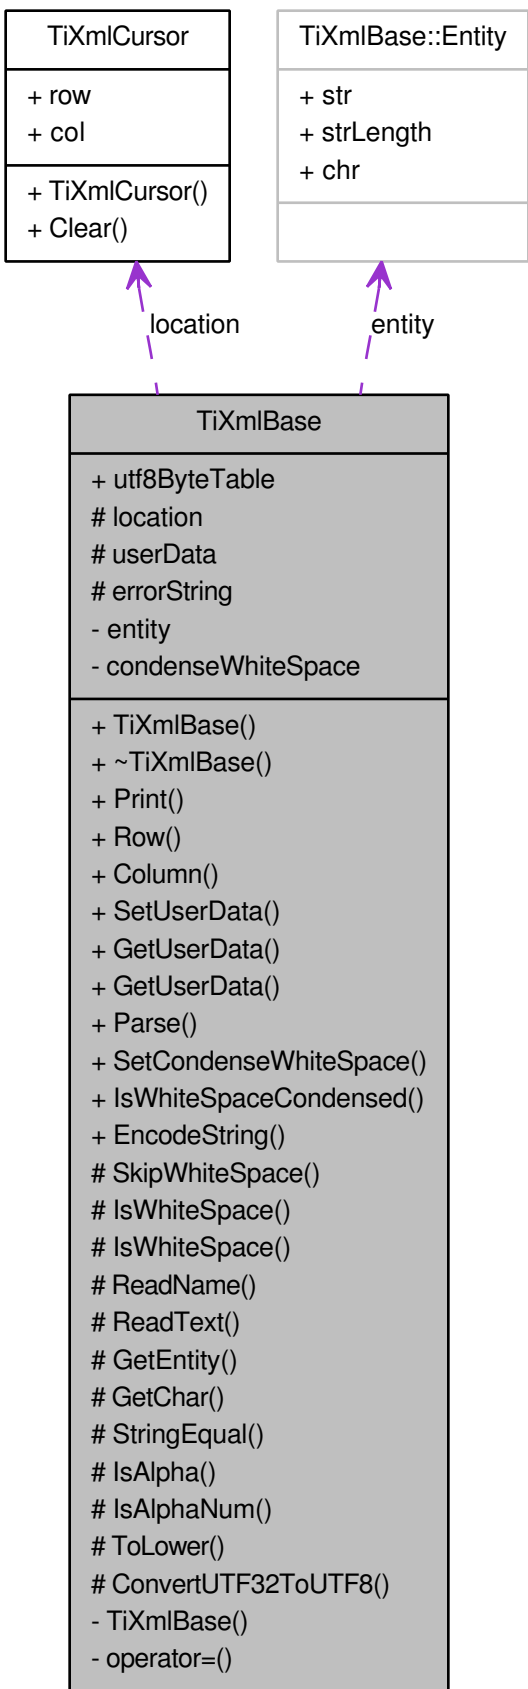 TiXmlCursor
+ row
+ col
+ TiXmlCursor()
+ Clear()
TiXmlBase::Entity
+ str
+ strLength
+ chr
location
entity
TiXmlBase
+ utf8ByteTable
# location
# userData
# errorString
- entity
- condenseWhiteSpace
+ TiXmlBase()
+ ~TiXmlBase()
+ Print()
+ Row()
+ Column()
+ SetUserData()
+ GetUserData()
+ GetUserData()
+ Parse()
+ SetCondenseWhiteSpace()
+ IsWhiteSpaceCondensed()
+ EncodeString()
# SkipWhiteSpace()
# IsWhiteSpace()
# IsWhiteSpace()
# ReadName()
# ReadText()
# GetEntity()
# GetChar()
# StringEqual()
# IsAlpha()
# IsAlphaNum()
# ToLower()
# ConvertUTF32ToUTF8()
- TiXmlBase()
- operator=()